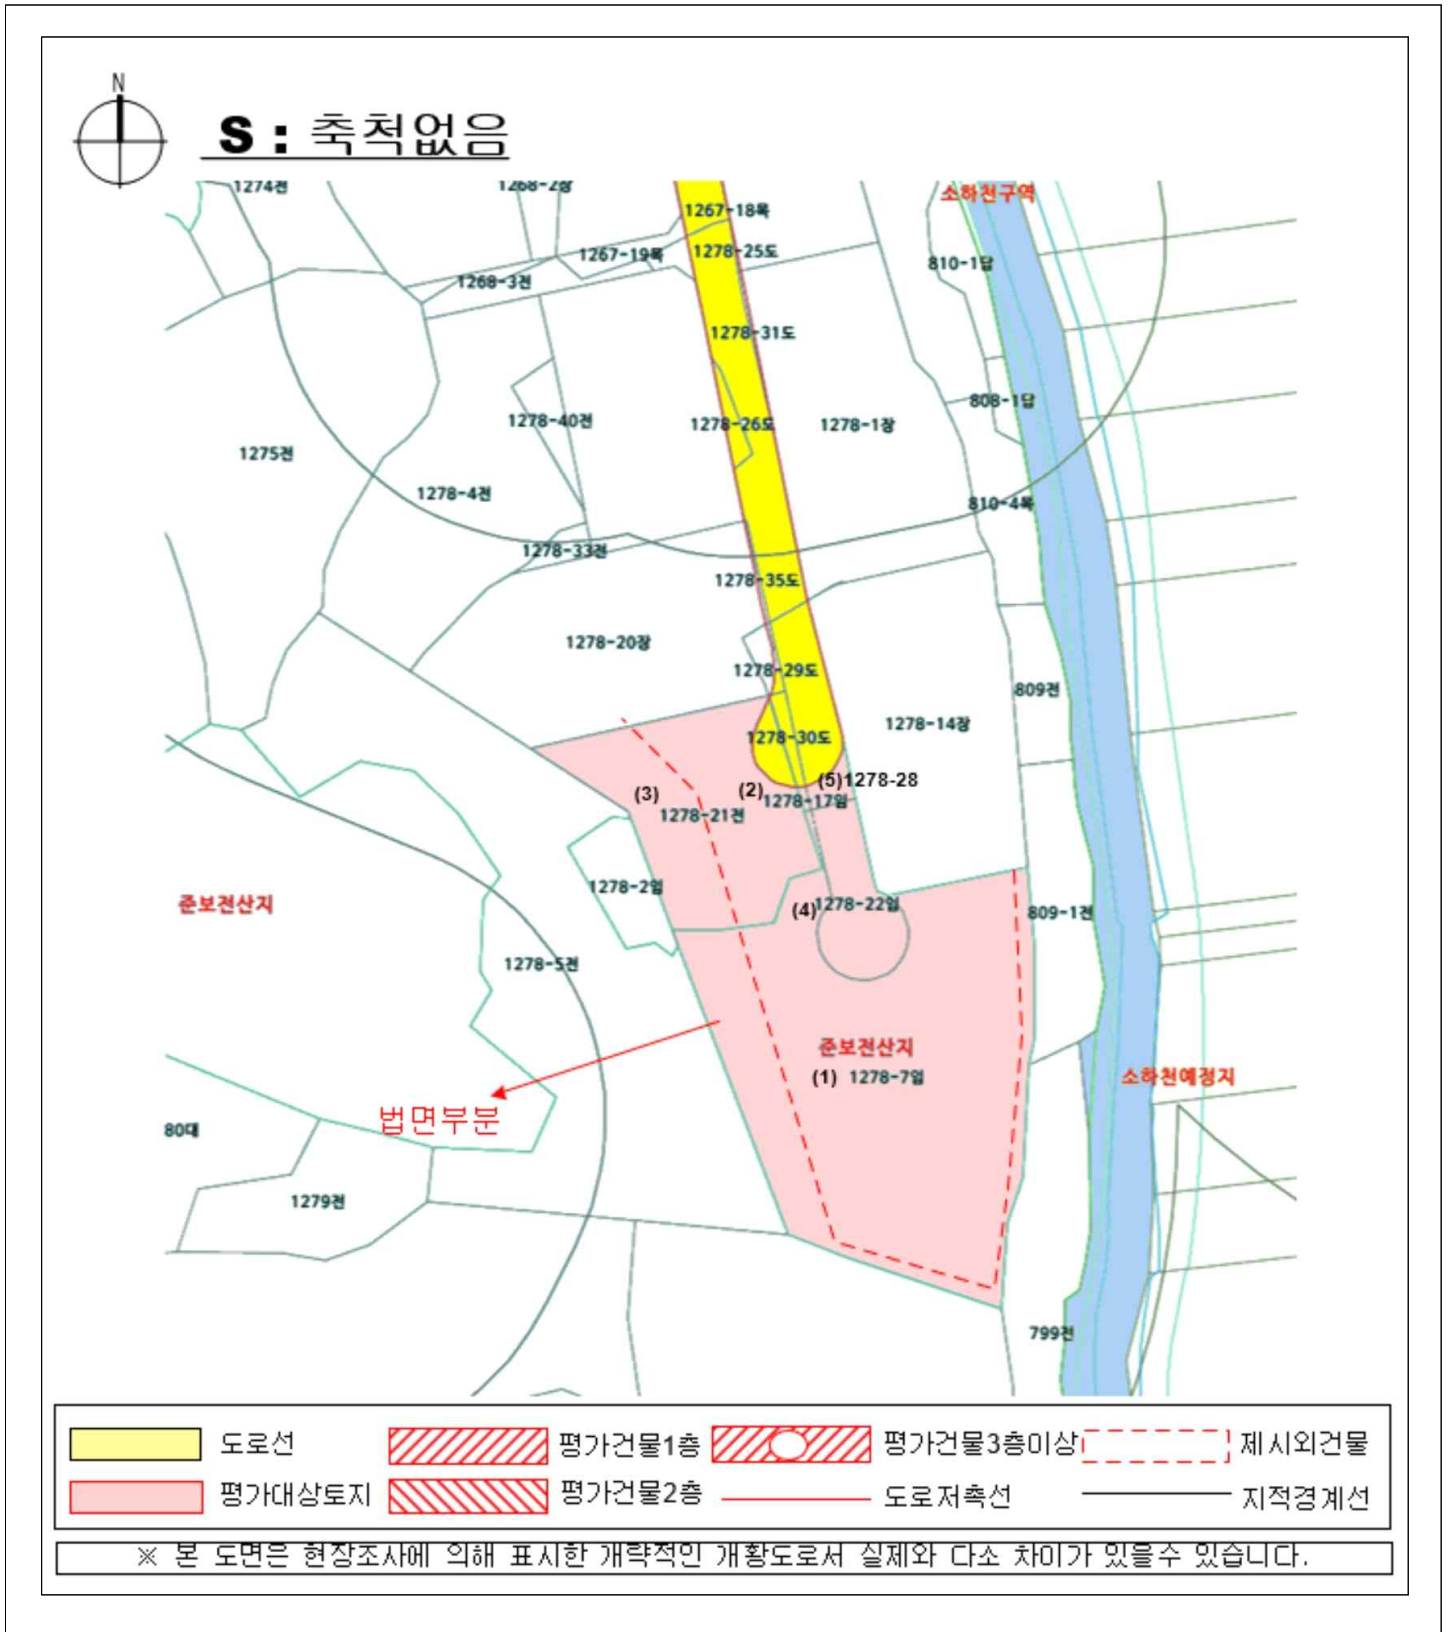 N
S : 축척없음
1274전
1268-2장
소하천구역
1267-18목
1278-25도
1267-19목
810-1답
1268-3전
1278-31도
808-1답
1278-40전
1278-26도
1278-1장
1275전
1278-4전
810-4목
1278-33전
1278-35도
1278-20장
1278-29도
809전
1278-14장
1278-30도
(5)1278-28
(3)
(2)
1278-17임
1278-21전
1278-2임
준보전산지
(4)
1278-22임
809-1전
1278-5전
준보전산지
(1) 1278-7임
소하천예정지
법면부분
80대
1279전
799전
도로선
평가건물1층
평가건물3층이상
제시외건물
평가대상토지
평가건물2층
도로저촉선
지적경계선
※ 본 도면은 현장조사에 의해 표시한 개략적인 개황도로서 실제와 다소 차이가 있을수 있습니다.